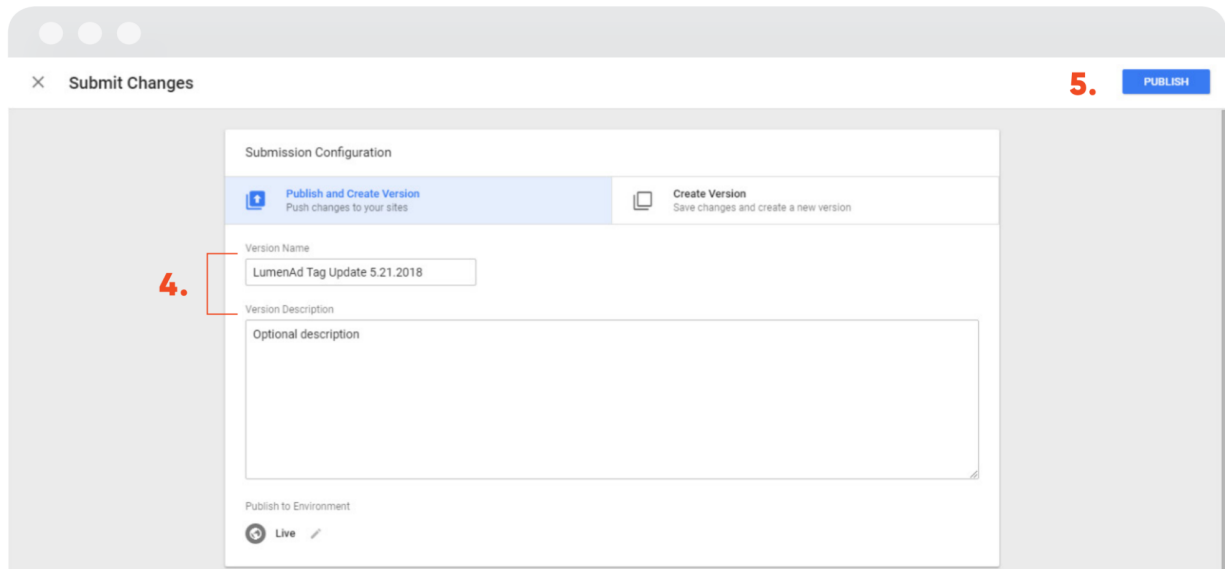 Submit Changes
5.
PUBLISH
Submission Configuration
Publish and Create Version
Push changes to your sites
Create Version
Save changes and create a new version
4.
Version Name
LumenAd Tag Update 5.21.2018
Version Description
Optional description
Publish to Environment
Live